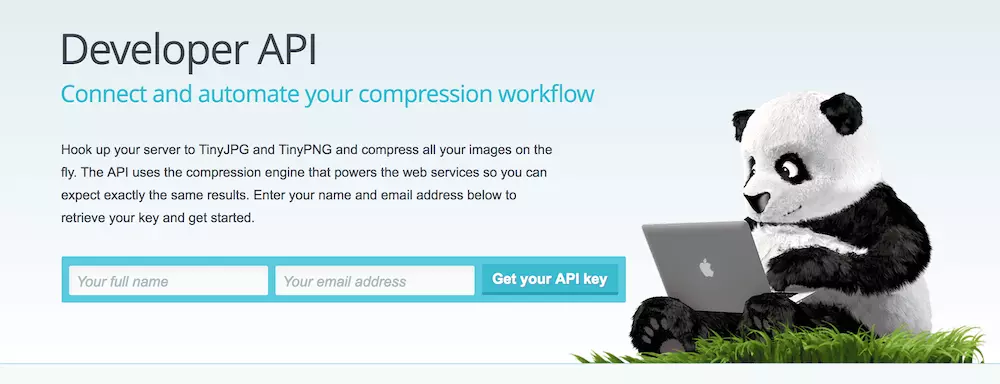 Developer API
Connect and automate your compression workflow
Hook up your server to TinyJPG and TinyPNG and compress all your images on the
fly. The API uses the compression engine that powers the web services so you can
expect exactly the same results. Enter your name and email address below to
retrieve your key and get started.
Your full name
Your email address
Get your API key